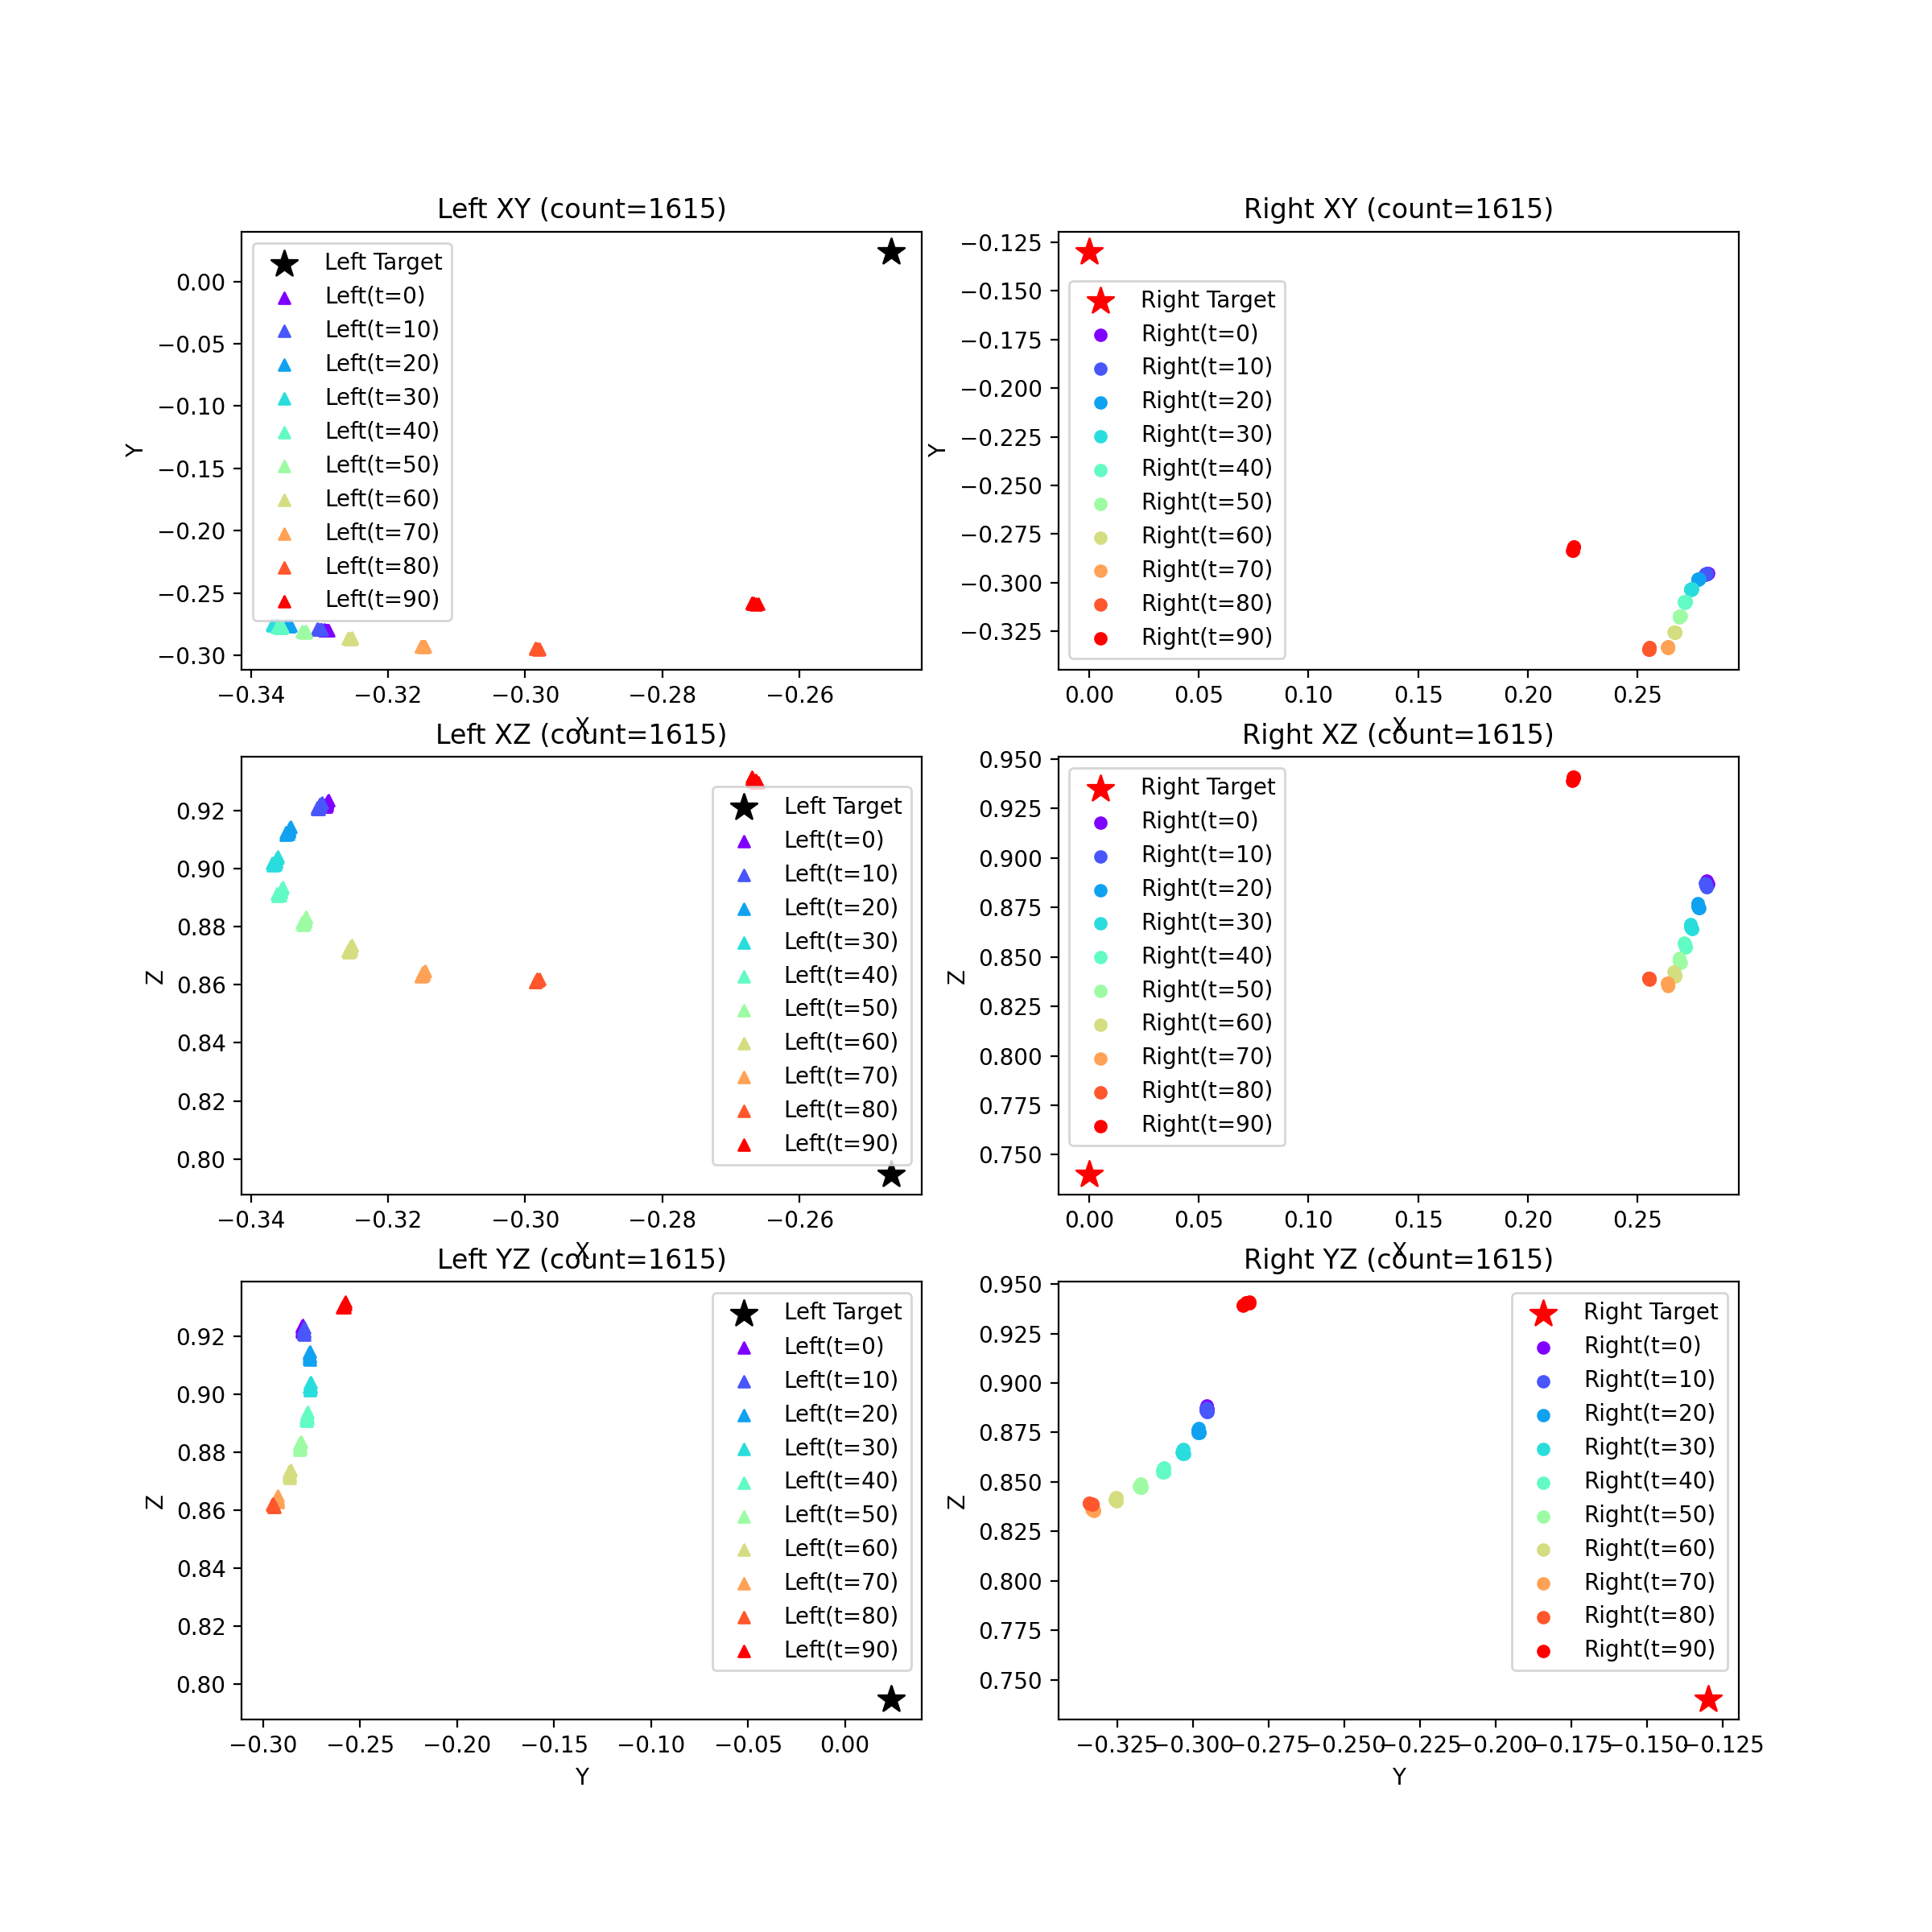 Left XY (count=1615)
0.00
−0.05
−0.10
−0.15
−0.20
−0.25
−0.30
Y
Left Target
Left(t=0)
Left(t=10)
Left(t=20)
Left(t=30)
Left(t=40)
Left(t=50)
Left(t=60)
Left(t=70)
Left(t=80)
Left(t=90)
−0.34 −0.32 −0.30 −0.28 −0.26
X
Right XY (count=1615)
−0.125
−0.150
−0.175
−0.200
−0.225
−0.250
−0.275
−0.300
−0.325
Y
Right Target
Right(t=0)
Right(t=10)
Right(t=20)
Right(t=30)
Right(t=40)
Right(t=50)
Right(t=60)
Right(t=70)
Right(t=80)
Right(t=90)
0.00 0.05 0.10 0.15 0.20 0.25
X
Left XZ (count=1615)
0.92
0.90
0.88
0.86
0.84
0.82
0.80
Z
Left Target
Left(t=0)
Left(t=10)
Left(t=20)
Left(t=30)
Left(t=40)
Left(t=50)
Left(t=60)
Left(t=70)
Left(t=80)
Left(t=90)
−0.34 −0.32 −0.30 −0.28 −0.26
X
Right XZ (count=1615)
0.950
0.925
0.900
0.875
0.850
0.825
0.800
0.775
0.750
Z
Right Target
Right(t=0)
Right(t=10)
Right(t=20)
Right(t=30)
Right(t=40)
Right(t=50)
Right(t=60)
Right(t=70)
Right(t=80)
Right(t=90)
0.00 0.05 0.10 0.15 0.20 0.25
X
Left YZ (count=1615)
0.92
0.90
0.88
0.86
0.84
0.82
0.80
Z
Left Target
Left(t=0)
Left(t=10)
Left(t=20)
Left(t=30)
Left(t=40)
Left(t=50)
Left(t=60)
Left(t=70)
Left(t=80)
Left(t=90)
−0.30 −0.25 −0.20 −0.15 −0.10 −0.05 0.00
Y
Right YZ (count=1615)
0.950
0.925
0.900
0.875
0.850
0.825
0.800
0.775
0.750
Z
Right Target
Right(t=0)
Right(t=10)
Right(t=20)
Right(t=30)
Right(t=40)
Right(t=50)
Right(t=60)
Right(t=70)
Right(t=80)
Right(t=90)
−0.325 −0.300 −0.275 −0.250 −0.225 −0.200 −0.175 −0.150 −0.125
Y